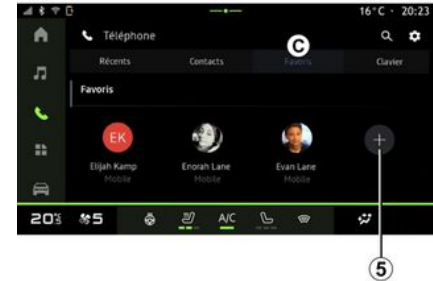 16°C · 20:23
Téléphone
C
Récents Contacts Favoris Clavier
Favoris
EK
Elijah Kamp Enorah Lane Evan Lane
Mobile Mobile Mobile
20°5 5 A/C
5